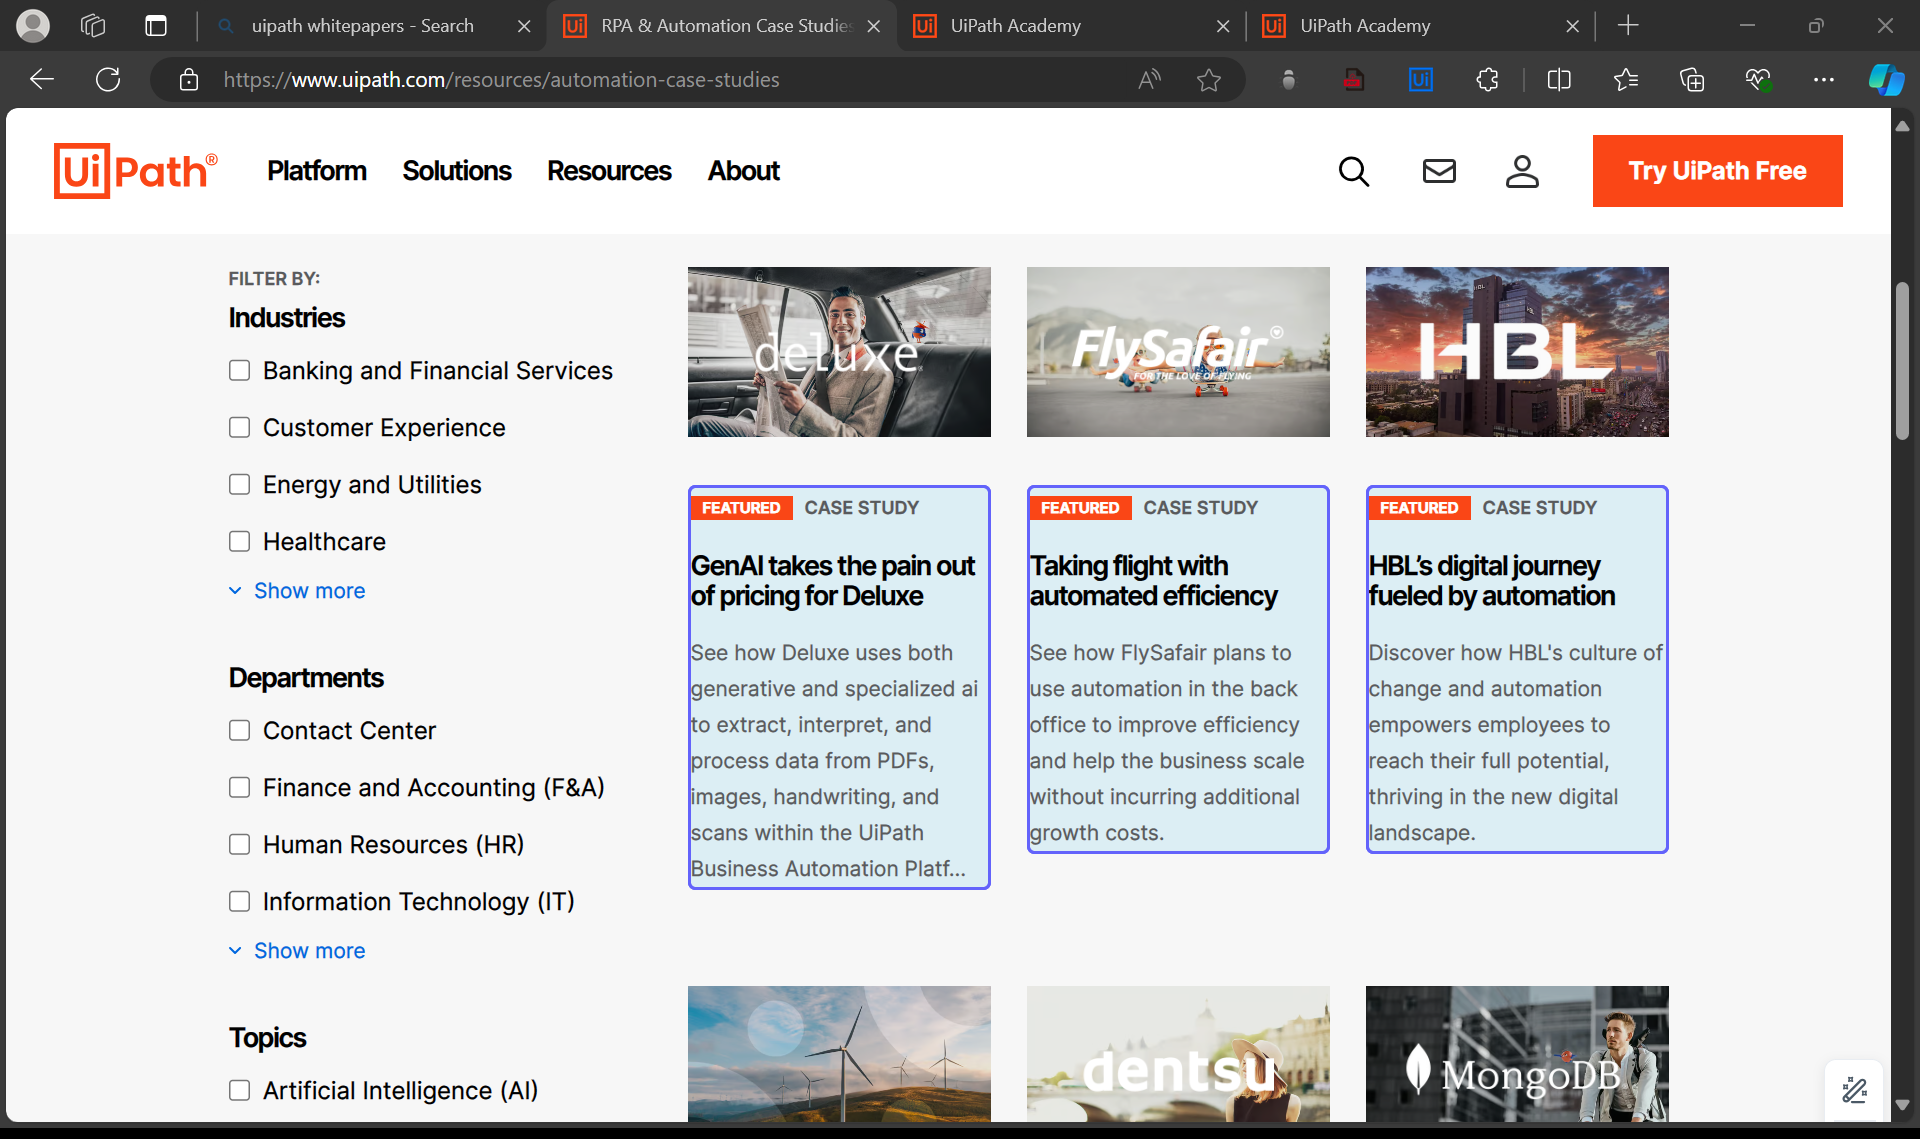 uipath whitepapers - Search
RPA & Automation Case Studies
UiPath Academy
UiPath Academy
https://www.uipath.com/resources/automation-case-studies
UiPath®
Platform
Solutions
Resources
About
Try UiPath Free
FILTER BY:
Industries
Banking and Financial Services
Customer Experience
Energy and Utilities
Healthcare
Show more
Departments
Contact Center
Finance and Accounting (F&A)
Human Resources (HR)
Information Technology (IT)
Show more
Topics
Artificial Intelligence (AI)
deluxe
FEATURED CASE STUDY
GenAI takes the pain out
of pricing for Deluxe
See how Deluxe uses both
generative and specialized ai
to extract, interpret, and
process data from PDFs,
images, handwriting, and
scans within the UiPath
Business Automation Platf...
FlySafair
FOR THE LOVE OF FLYING
FEATURED CASE STUDY
Taking flight with
automated efficiency
See how FlySafair plans to
use automation in the back
office to improve efficiency
and help the business scale
without incurring additional
growth costs.
HBL
HBL
FEATURED CASE STUDY
HBL's digital journey
fueled by automation
Discover how HBL's culture of
change and automation
empowers employees to
reach their full potential,
thriving in the new digital
landscape.
dentsu
MongoDB